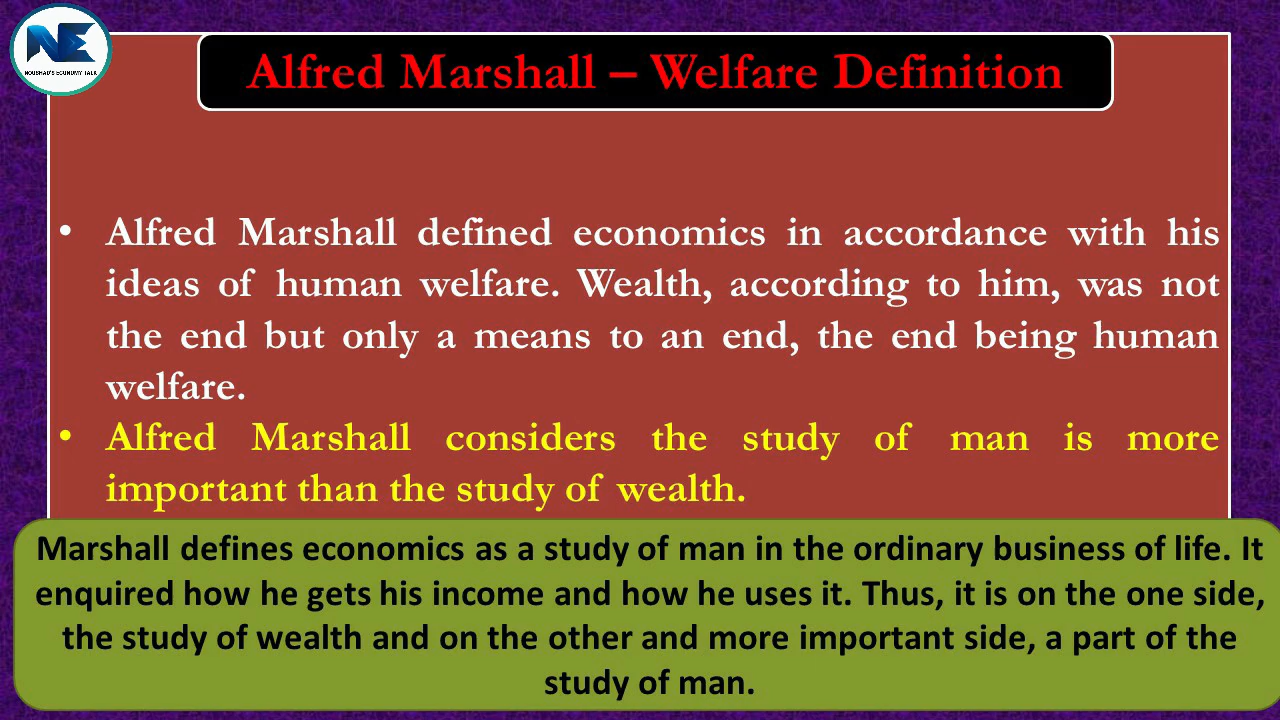 NE
NOUSHAD'S ECONOMY TALK
Alfred Marshall – Welfare Definition
• Alfred Marshall defined economics in accordance with his
ideas of human welfare. Wealth, according to him, was not
the end but only a means to an end, the end being human
welfare.
• Alfred Marshall considers the study of man is more
important than the study of wealth.
Marshall defines economics as a study of man in the ordinary business of life. It
enquired how he gets his income and how he uses it. Thus, it is on the one side,
the study of wealth and on the other and more important side, a part of the
study of man.